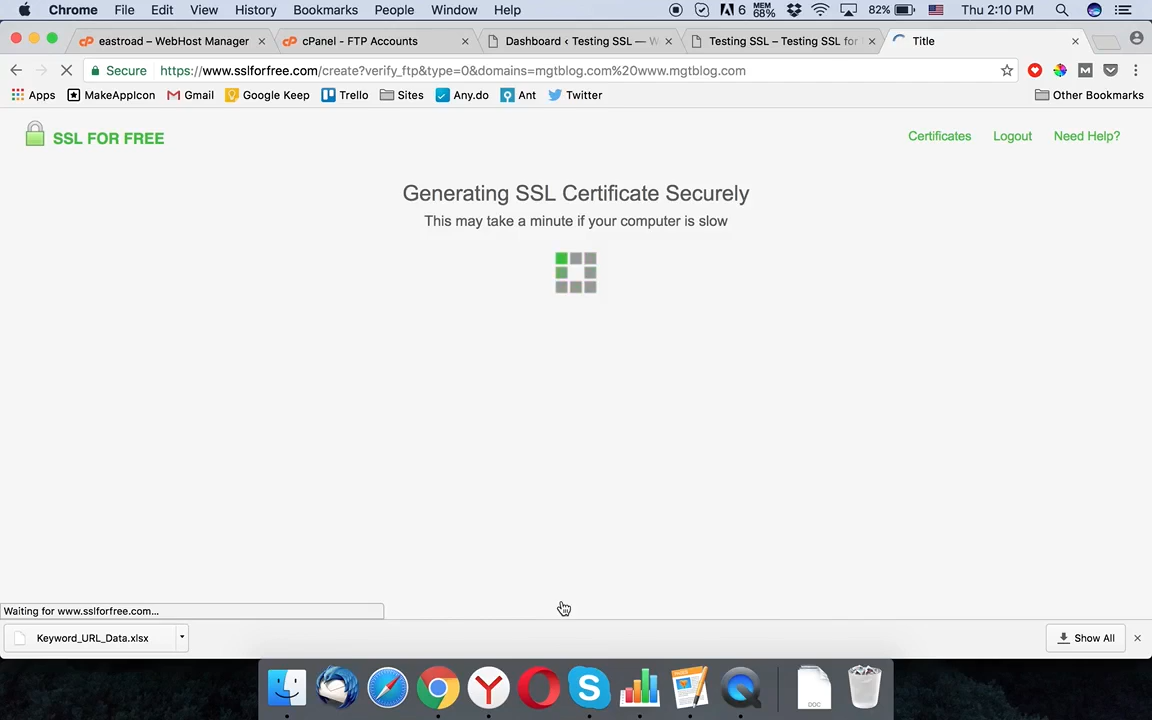 Chrome File Edit View History Bookmarks People Window Help 6 MEM 68% 82% Thu 2:10 PM
eastroad – WebHost Manager cPanel - FTP Accounts Dashboard ‹ Testing SSL — W Testing SSL – Testing SSL for Title
Secure https://www.sslforfree.com/create?verify_ftp&type=0&domains=mgtblog.com%20www.mgtblog.com
Apps MakeAppIcon Gmail Google Keep Trello Sites Any.do Ant Twitter Other Bookmarks
SSL FOR FREE Certificates Logout Need Help?
Generating SSL Certificate Securely
This may take a minute if your computer is slow
Waiting for www.sslforfree.com...
Keyword_URL_Data.xlsx Show All
DOC